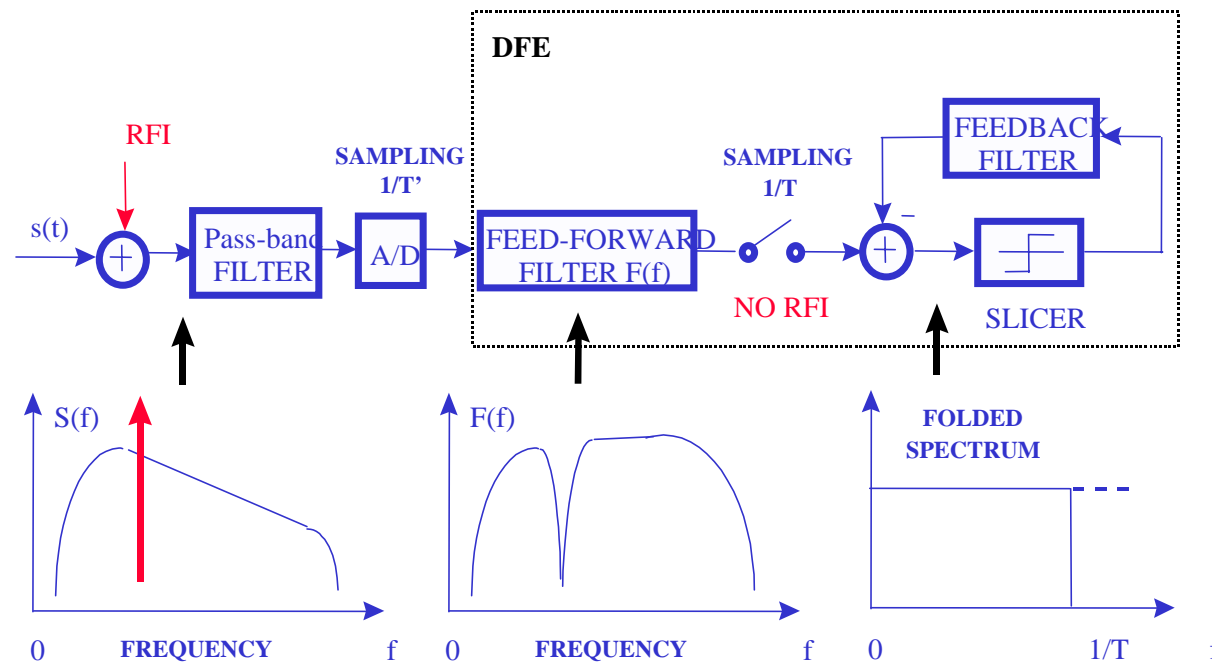 DFE
RFI
SAMPLING
1/T'
SAMPLING
1/T
FEEDBACK
FILTER
s(t)
+
Pass-band
FILTER
A/D
FEED-FORWARD
FILTER F(f)
+
−
NO RFI
SLICER
S(f)
F(f)
FOLDED
SPECTRUM
0
FREQUENCY
f
0
FREQUENCY
f
0
1/T